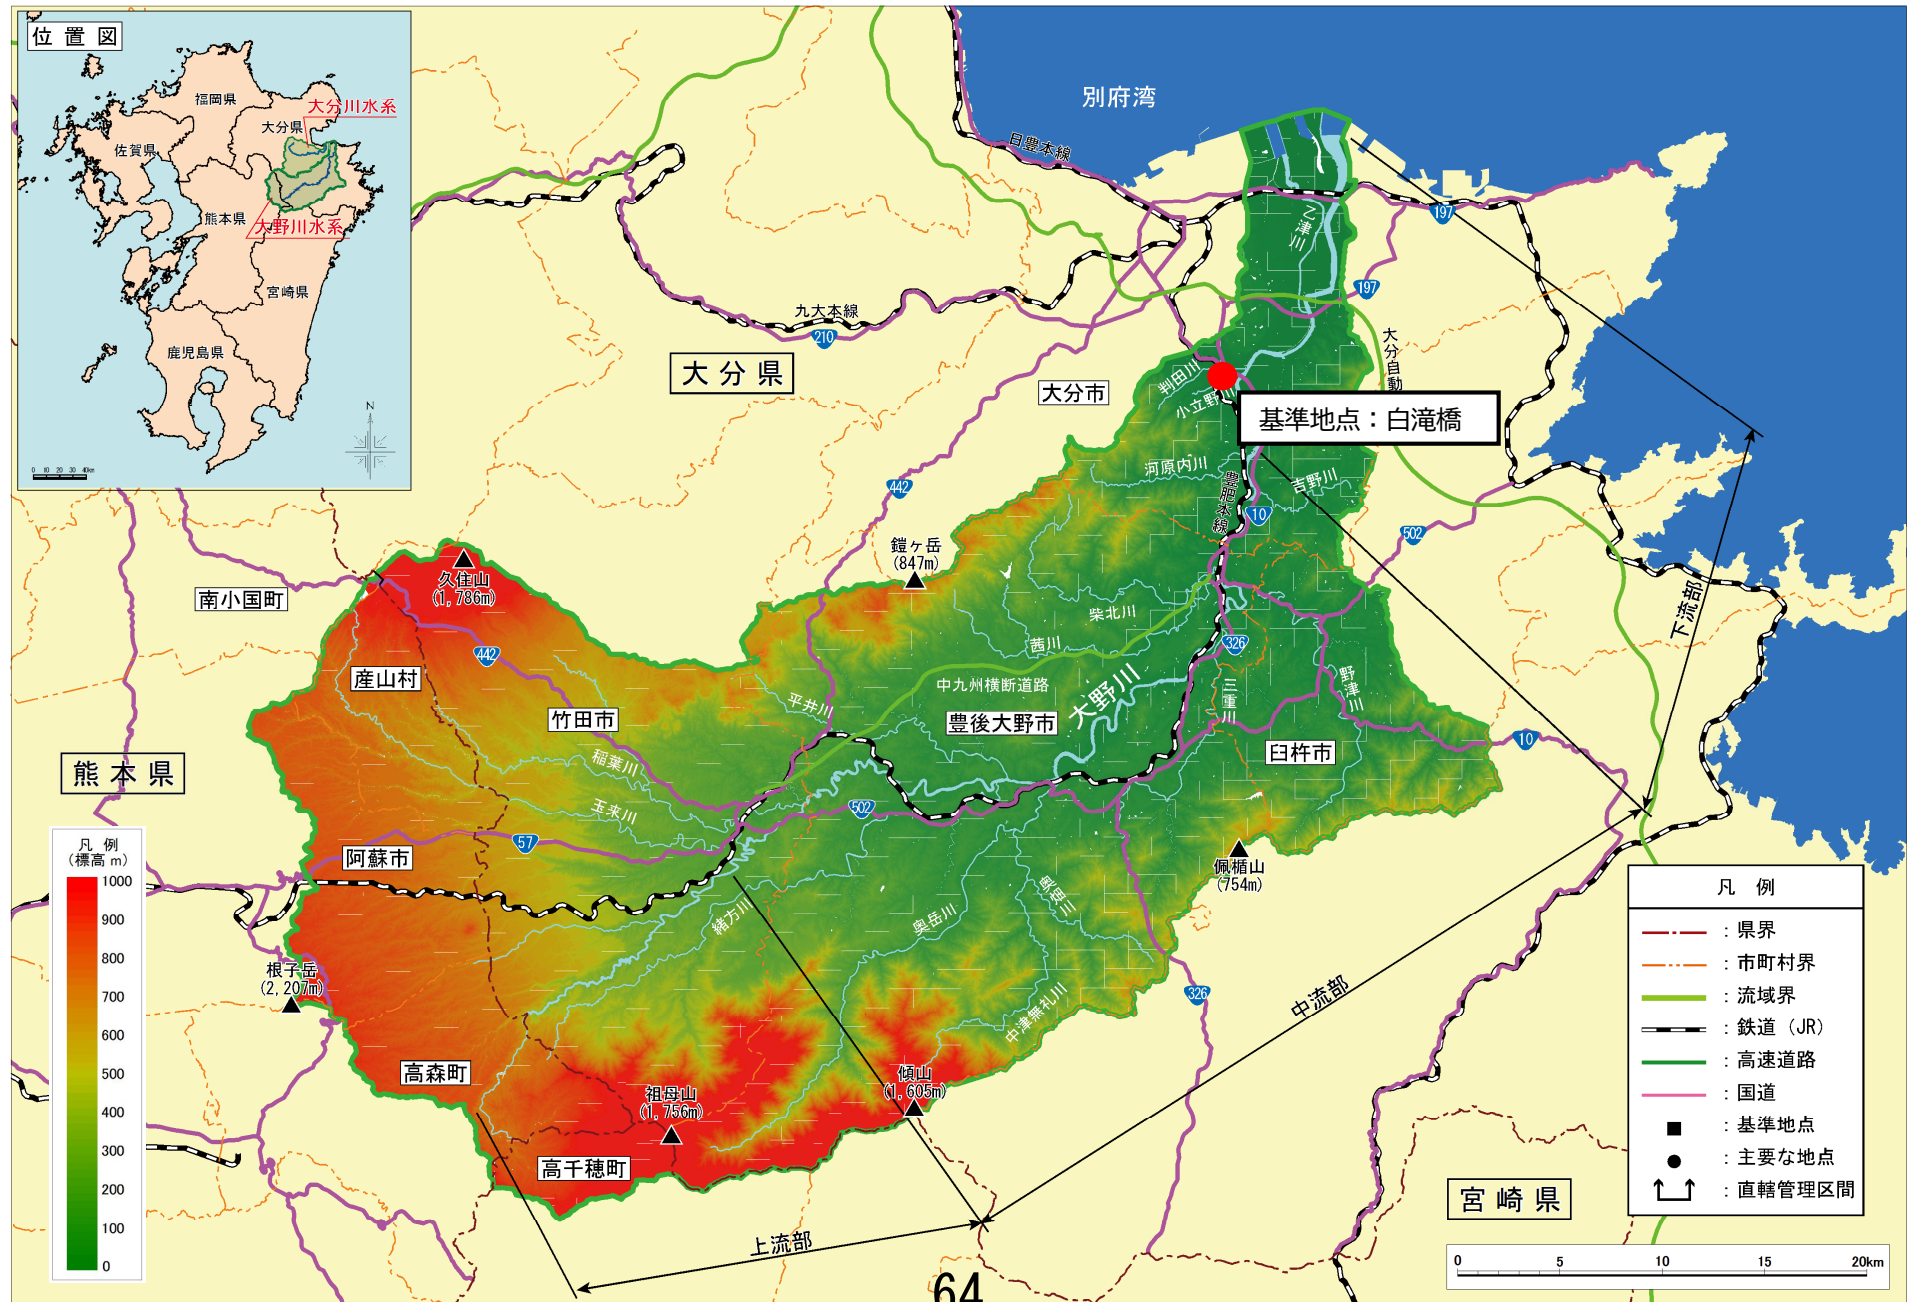 位置図
福岡県
大分川水系
大分県
佐賀県
熊本県
大野川水系
宮崎県
鹿児島県
N
0 10 20 30 40km
別府湾
日豊本線
197
乙津川
九大本線
210
197
大分県
大分市
判田川
小立野川
大分自動
基準地点：白滝橋
河原内川
吉野川
豊肥本線
442
10
502
鎧ヶ岳
(847m)
久住山
(1,786m)
南小国町
柴北川
茜川
326
442
産山村
中九州横断道路
大野川
三重川
野津川
下流部
平井川
竹田市
豊後大野市
臼杵市
10
稲葉川
熊本県
玉来川
502
57
阿蘇市
佩楯山
(754m)
緒方川
奥岳川
奥畑川
根子岳
(2,207m)
326
中津無礼川
中流部
高森町
祖母山
(1,756m)
傾山
(1,605m)
高千穂町
宮崎県
上流部
64
凡 例
(標高 m)
1000
900
800
700
600
500
400
300
200
100
0
凡 例
：県界
：市町村界
：流域界
：鉄道（JR）
：高速道路
：国道
：基準地点
：主要な地点
：直轄管理区間
0 5 10 15 20km